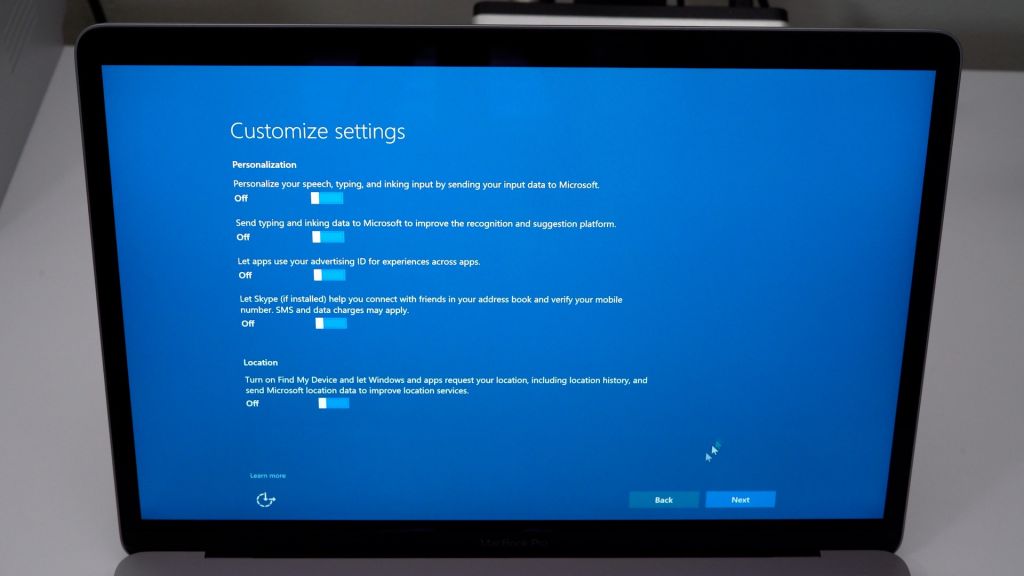 Customize settings
Personalization
Personalize your speech, typing, and inking input by sending your input data to Microsoft.
Off
Send typing and inking data to Microsoft to improve the recognition and suggestion platform.
Off
Let apps use your advertising ID for experiences across apps.
Off
Let Skype (if installed) help you connect with friends in your address book and verify your mobile
number. SMS and data charges may apply.
Off
Location
Turn on Find My Device and let Windows and apps request your location, including location history, and
send Microsoft location data to improve location services.
Off
Learn more
Back
Next
MacBook Pro